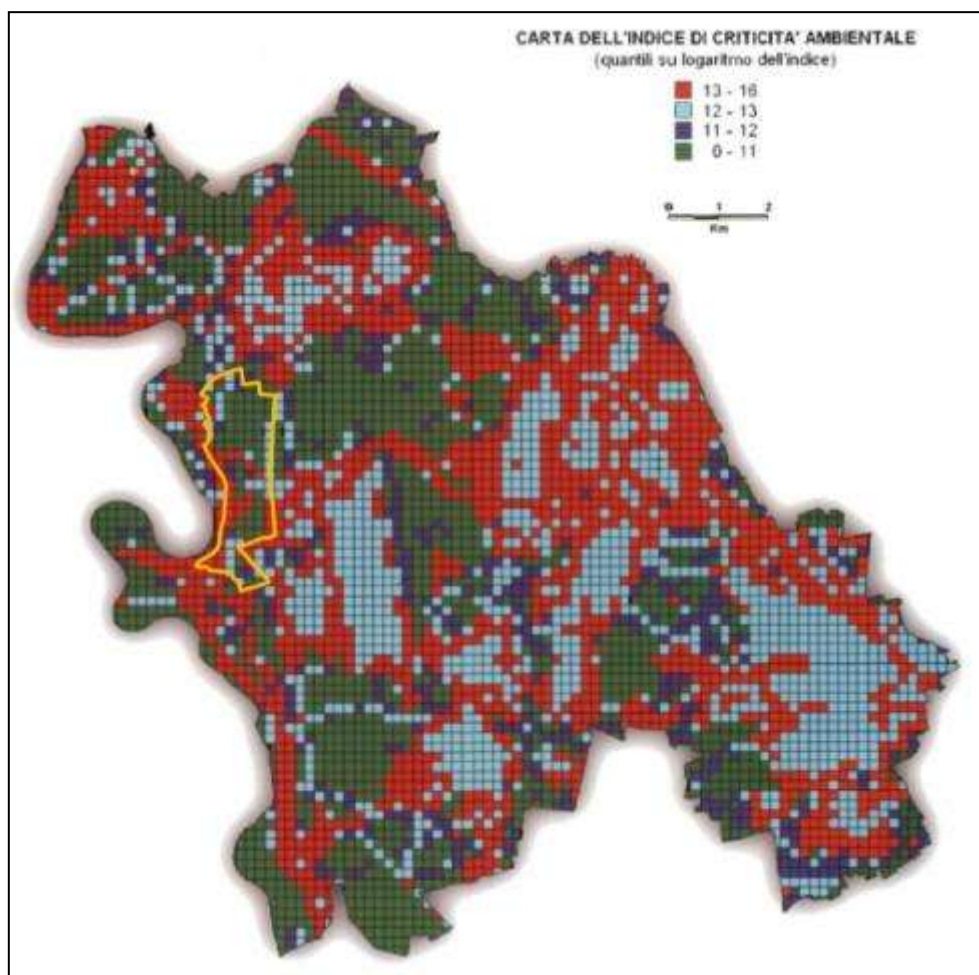 CARTA DELL'INDICE DI CRITICITA' AMBIENTALE
(quantili su logaritmo dell'indice)
13 - 16
12 - 13
11 - 12
0 - 11
0 1 2
Km